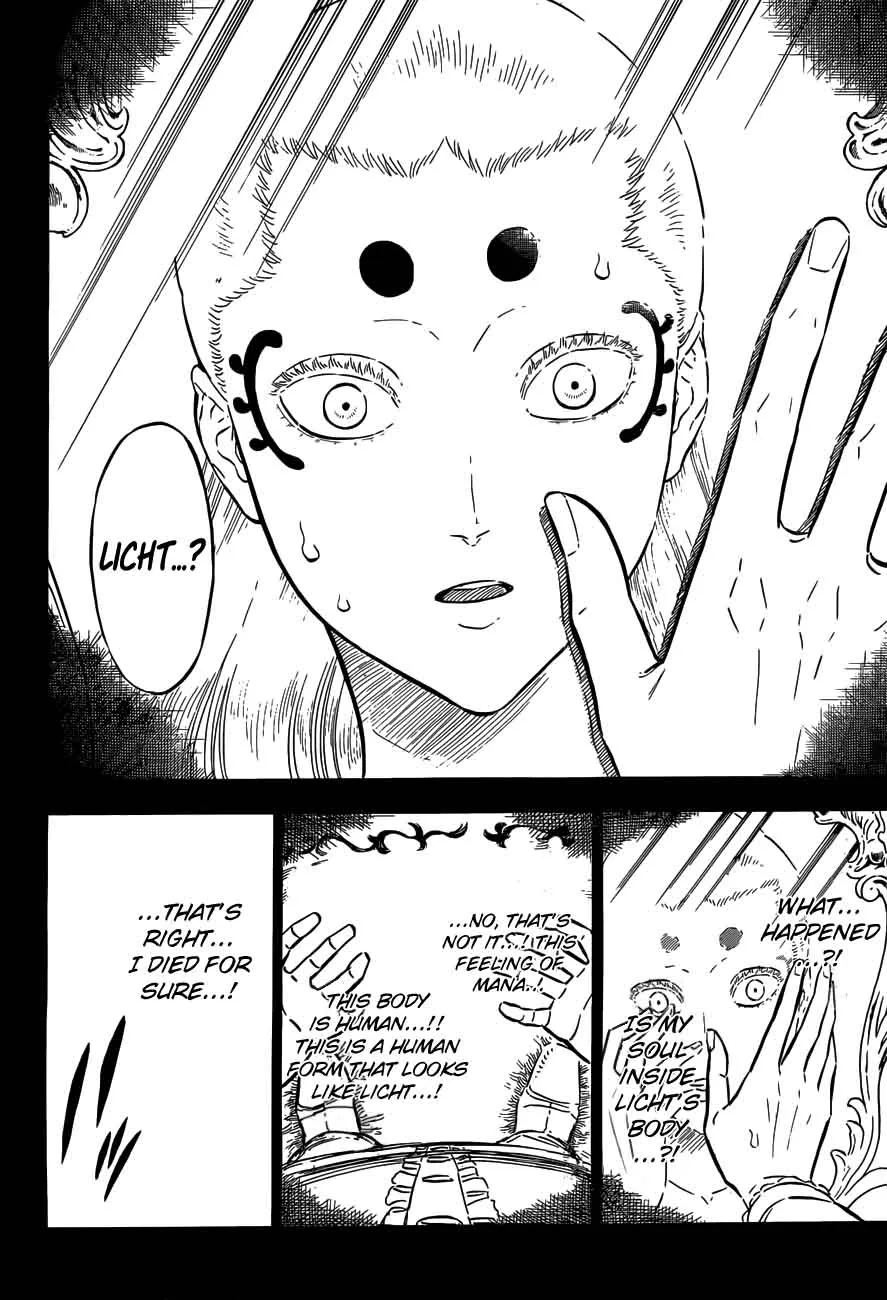 LICHT...?
WHAT...
HAPPENED
...?!
IS MY
SOUL
INSIDE
LICHT'S
BODY
...?!
...NO, THAT'S
NOT IT...! THIS
FEELING OF
MANA..!
THIS BODY
IS HUMAN...!!
THIS IS A HUMAN
FORM THAT LOOKS
LIKE LICHT...!
...THAT'S
RIGHT...
I DIED FOR
SURE...!